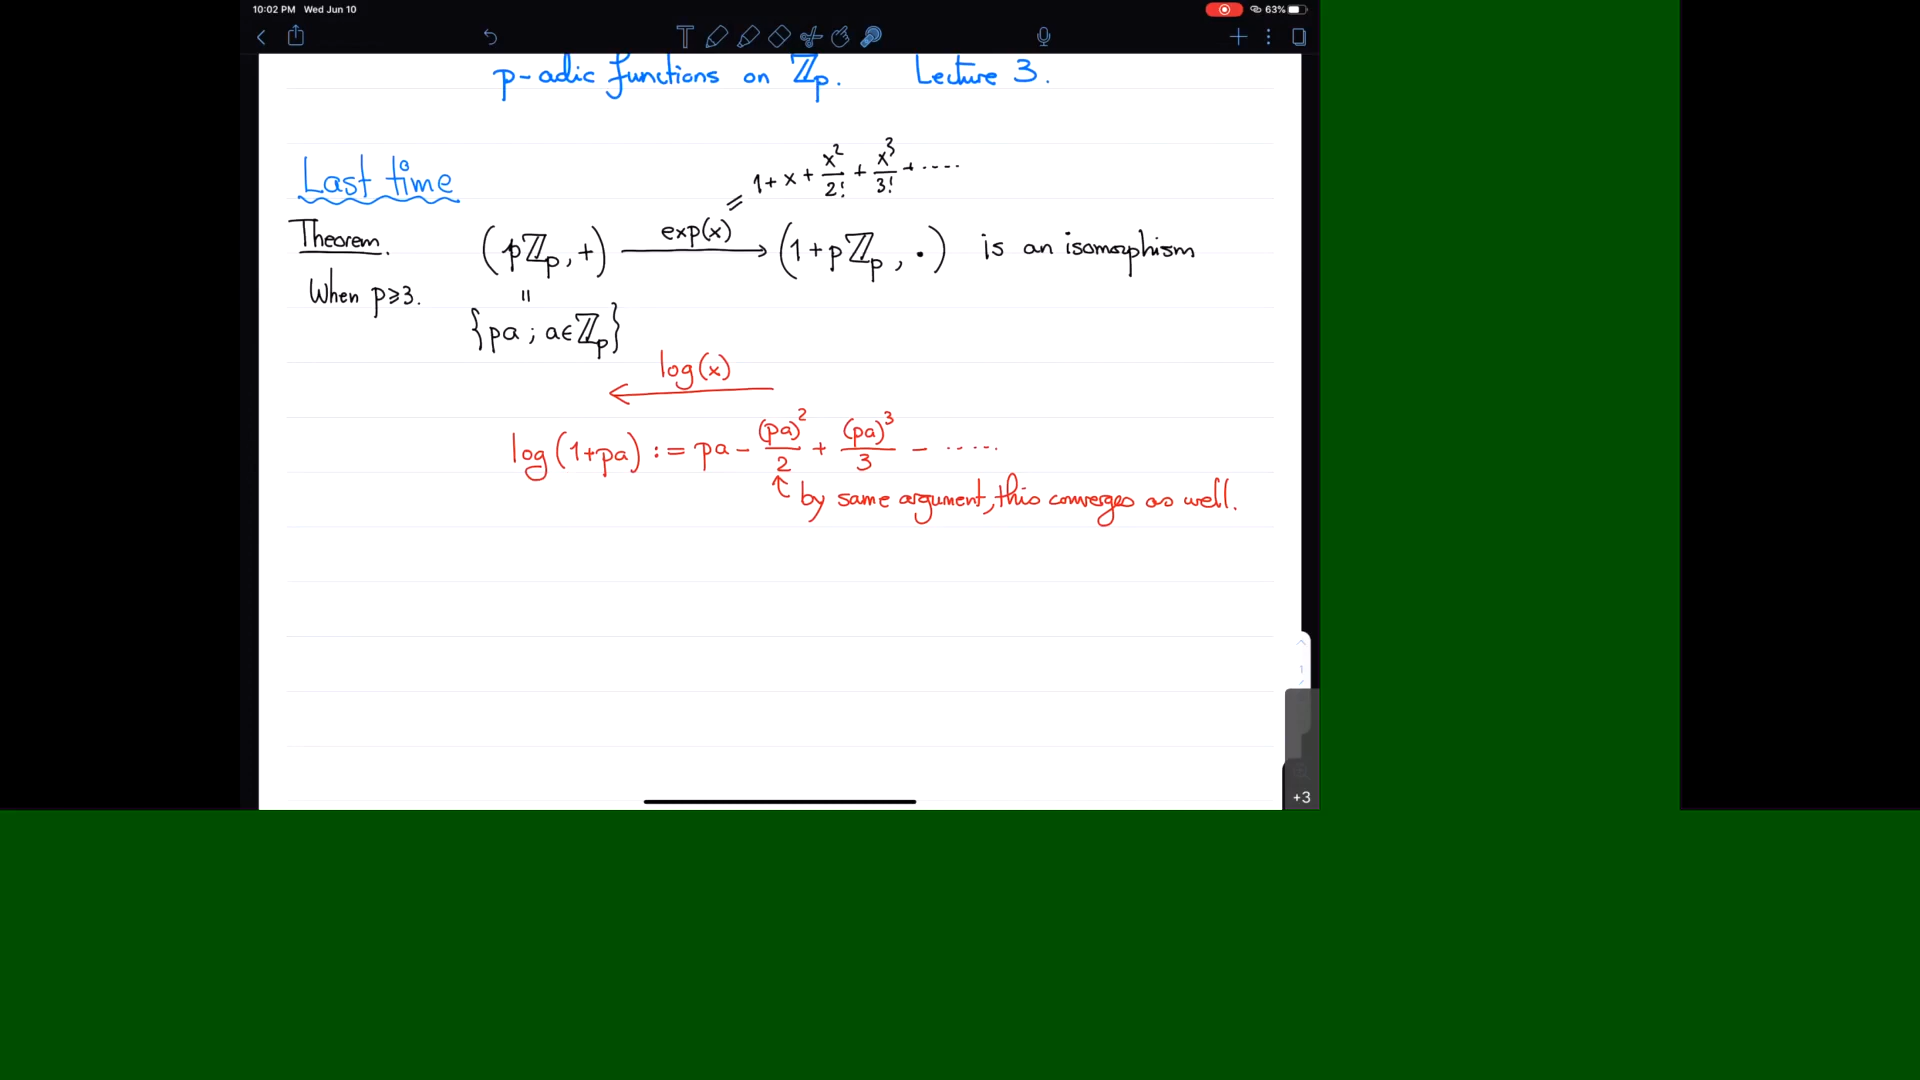 10:02 PM Wed Jun 10
63%
p-adic functions on ℤp. Lecture 3.
Last time
= 1 + x + x²/2! + x³/3! + ·····
Theorem. (pℤp, +) exp(x) → (1+pℤp, ·) is an isomorphism
When p⩾3. =
{pa ; a∈ℤp}
log(x)
←
log(1+pa) := pa - (pa)²/2 + (pa)³/3 - ······
↑ by same argument, this converges as well.
1
+3